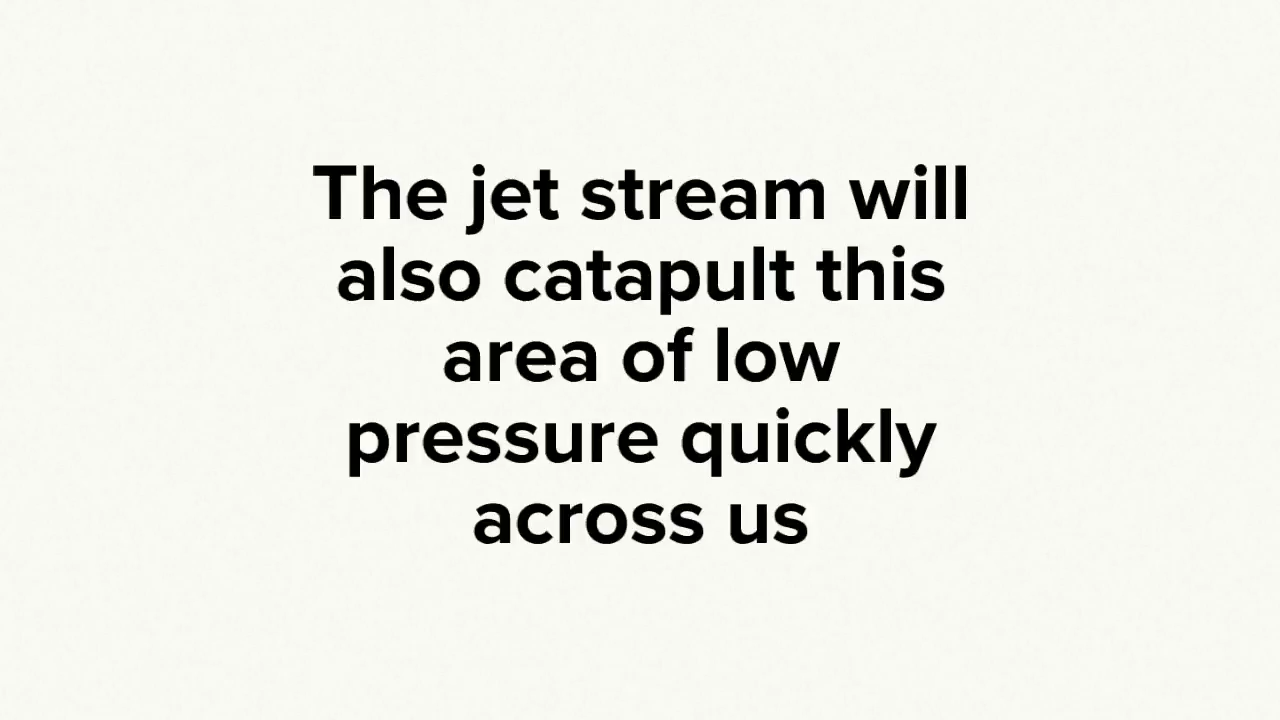 The jet stream will
also catapult this
area of low
pressure quickly
across us